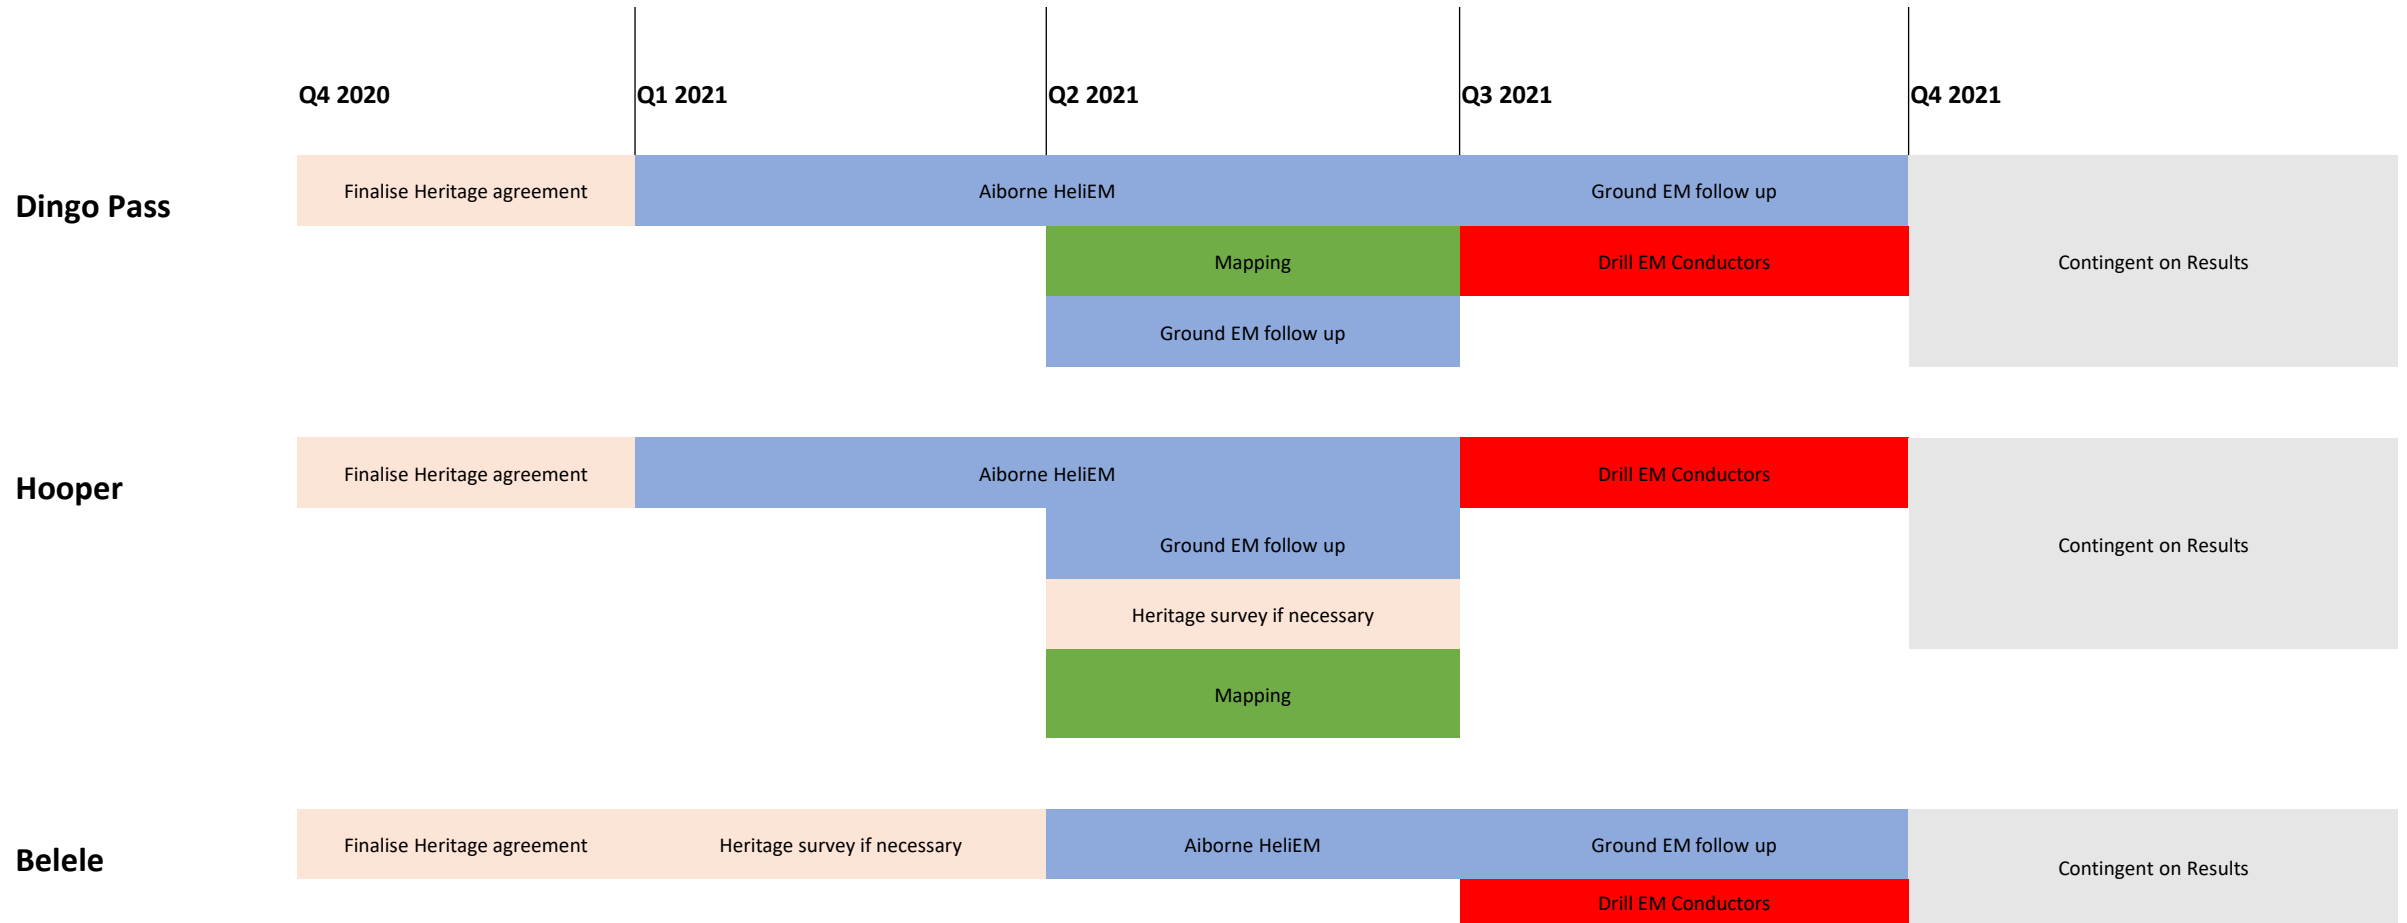 Q4 2020 Q1 2021 Q2 2021 Q3 2021 Q4 2021
Dingo Pass
Finalise Heritage agreement Aiborne HeliEM Ground EM follow up
Mapping Drill EM Conductors Contingent on Results
Ground EM follow up
Hooper
Finalise Heritage agreement Aiborne HeliEM Drill EM Conductors
Ground EM follow up Contingent on Results
Heritage survey if necessary
Mapping
Belele
Finalise Heritage agreement Heritage survey if necessary Aiborne HeliEM Ground EM follow up
Contingent on Results
Drill EM Conductors